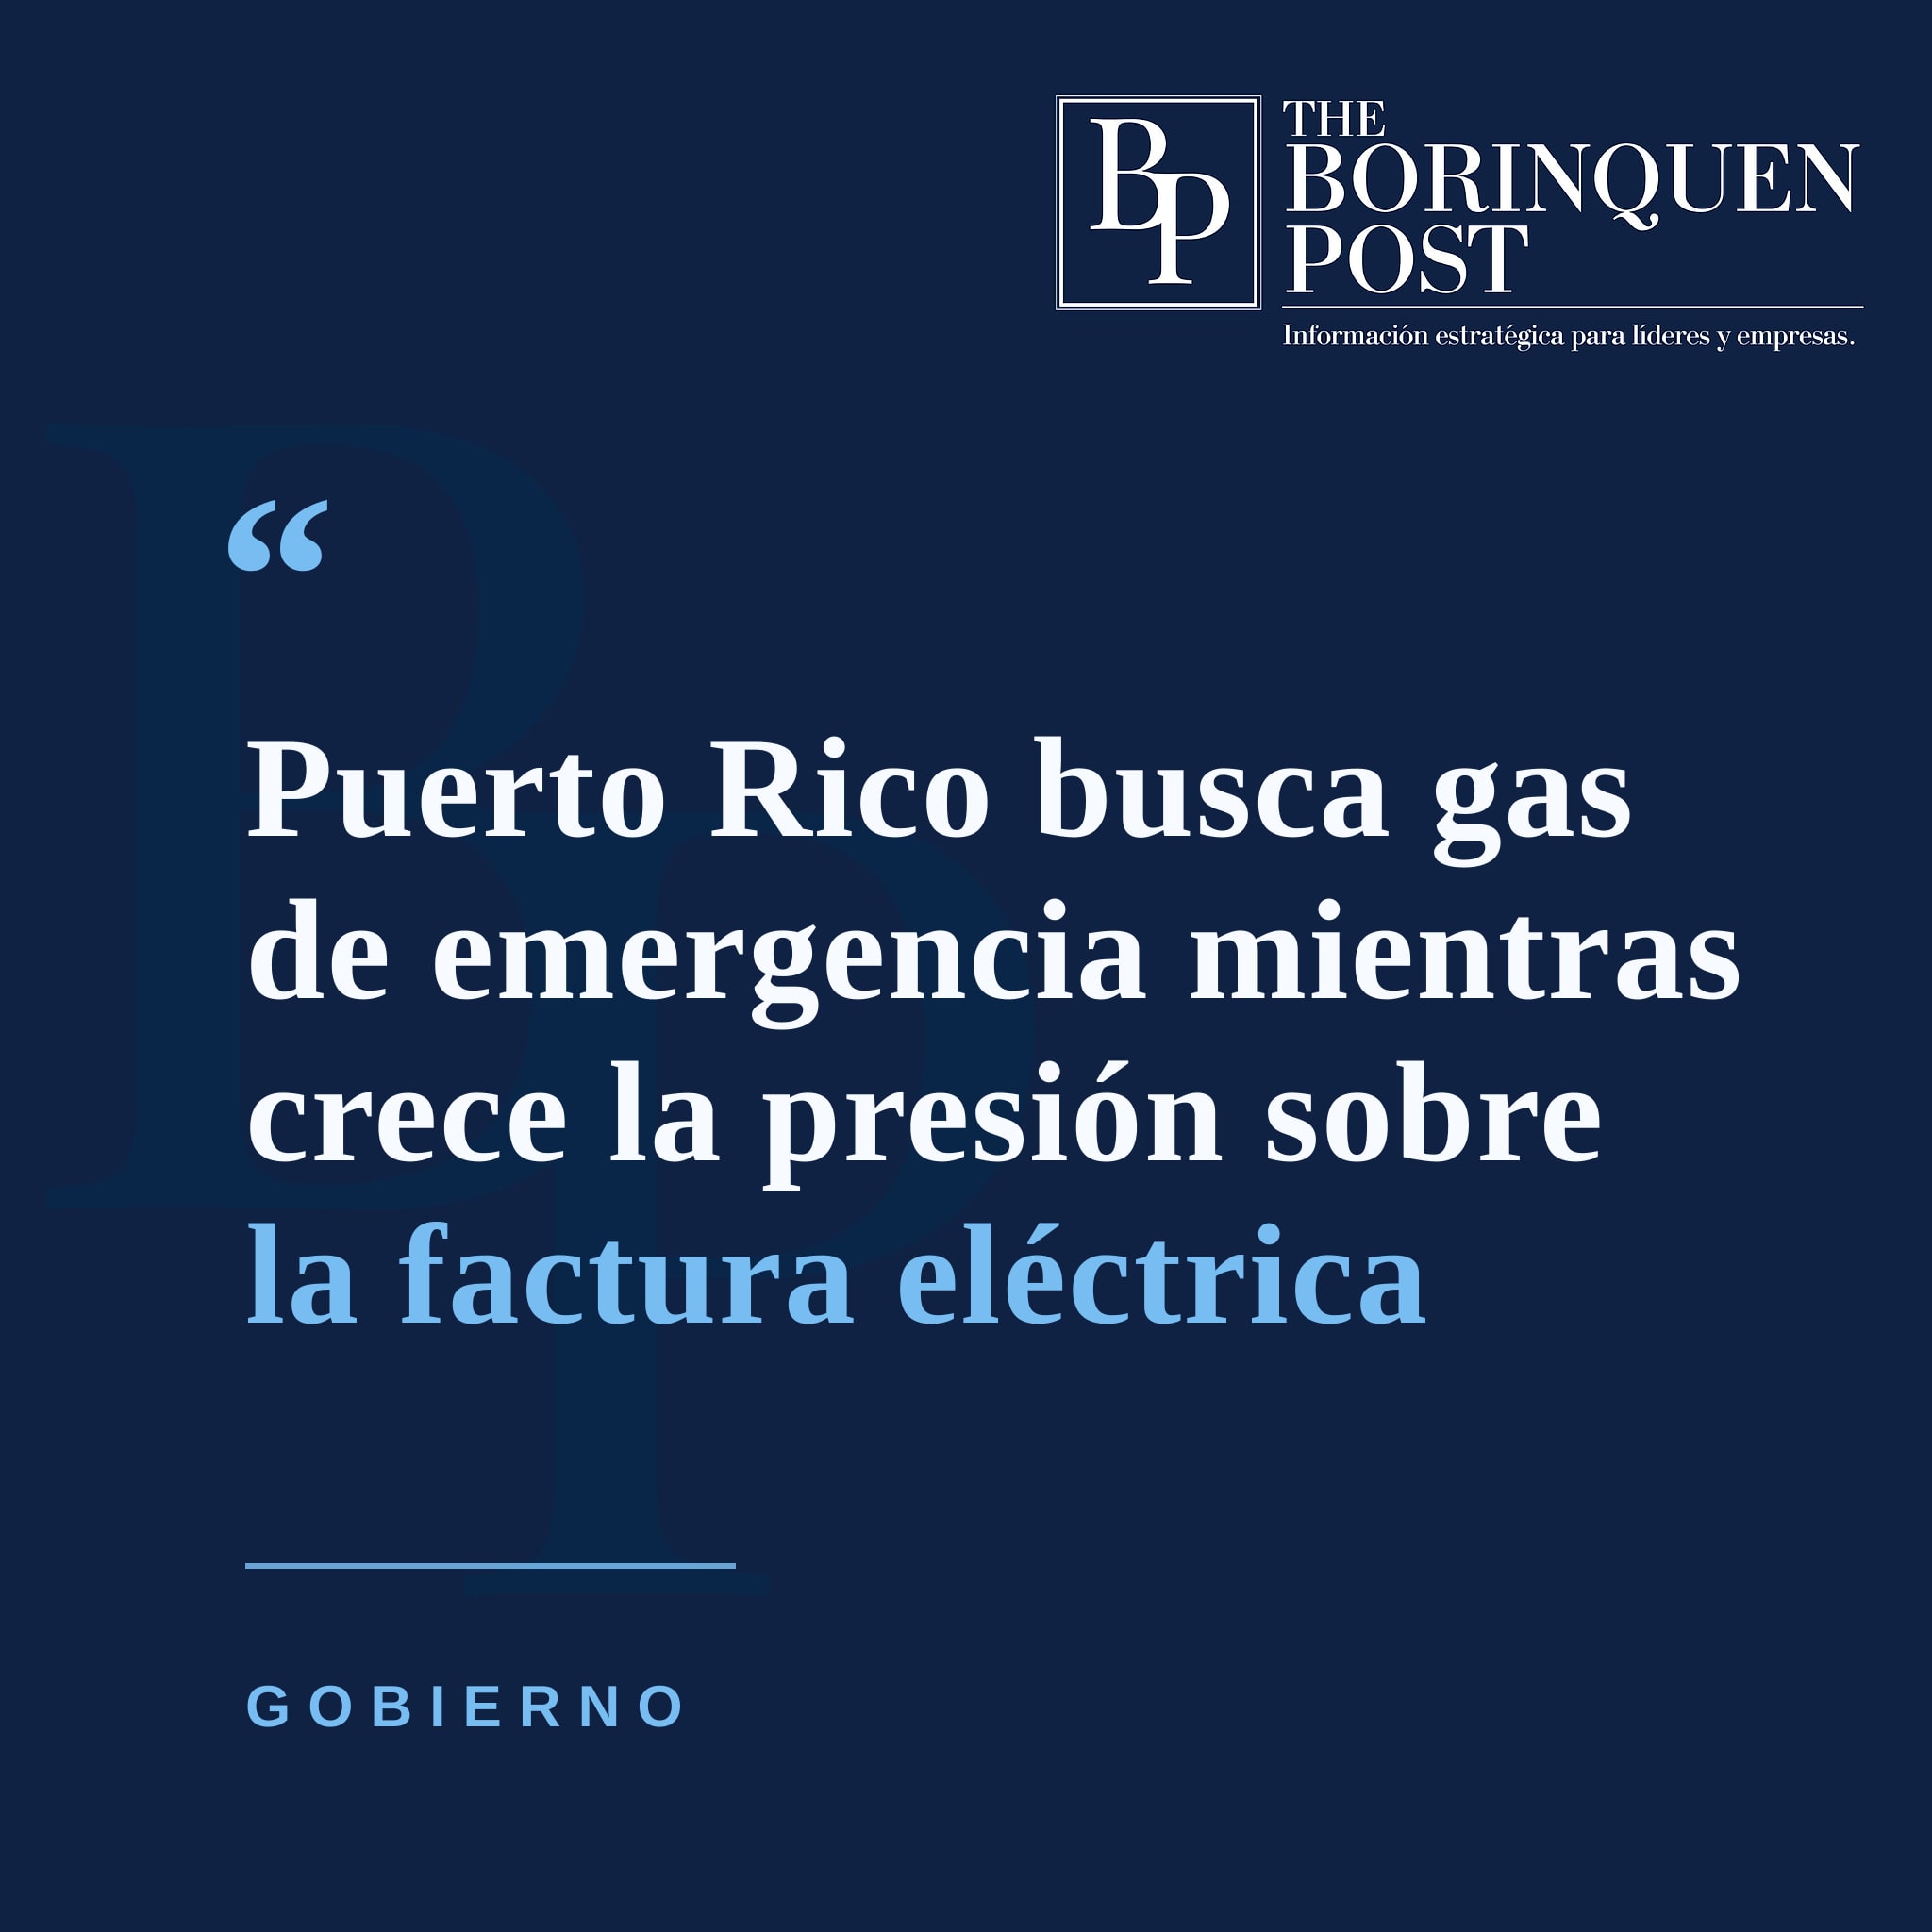 BP
THE
BORINQUEN
POST
Información estratégica para líderes y empresas.
“
Puerto Rico busca gas
de emergencia mientras
crece la presión sobre
la factura eléctrica
GOBIERNO